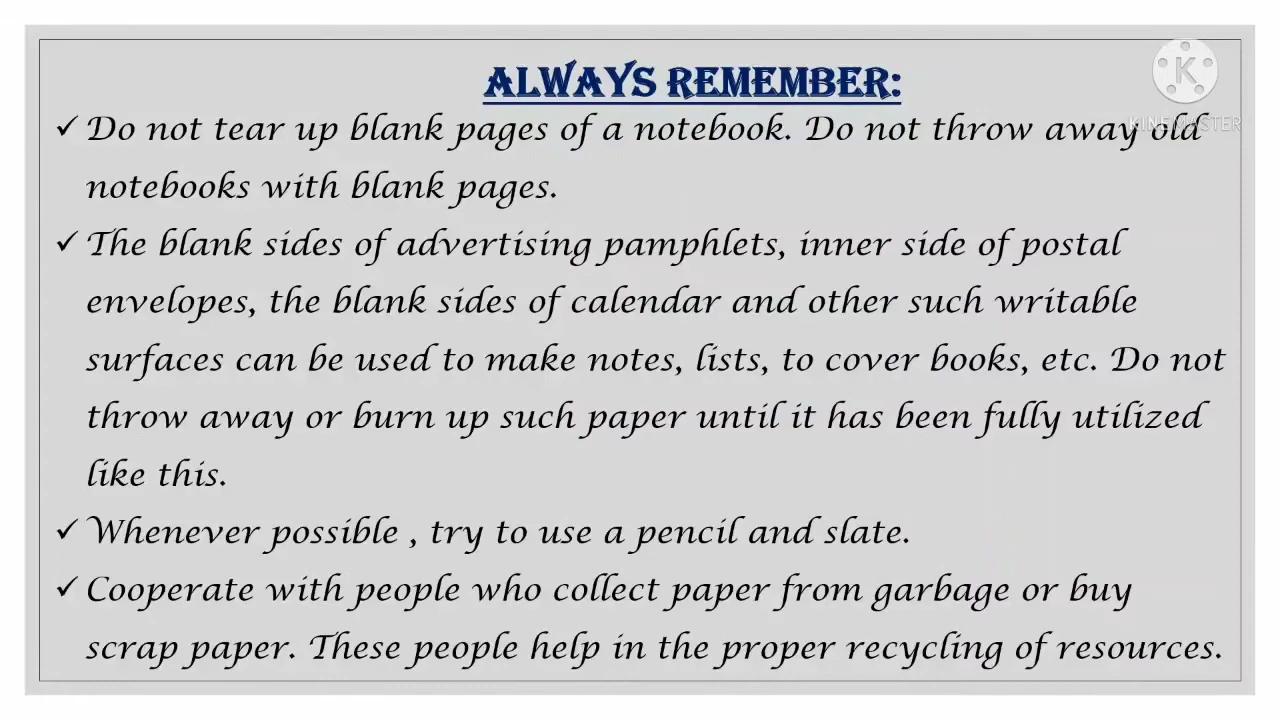 ALWAYS REMEMBER:
K
KINEMASTER
✓ Do not tear up blank pages of a notebook. Do not throw away old
notebooks with blank pages.
✓ The blank sides of advertising pamphlets, inner side of postal
envelopes, the blank sides of calendar and other such writable
surfaces can be used to make notes, lists, to cover books, etc. Do not
throw away or burn up such paper until it has been fully utilized
like this.
✓ Whenever possible , try to use a pencil and slate.
✓ Cooperate with people who collect paper from garbage or buy
scrap paper. These people help in the proper recycling of resources.